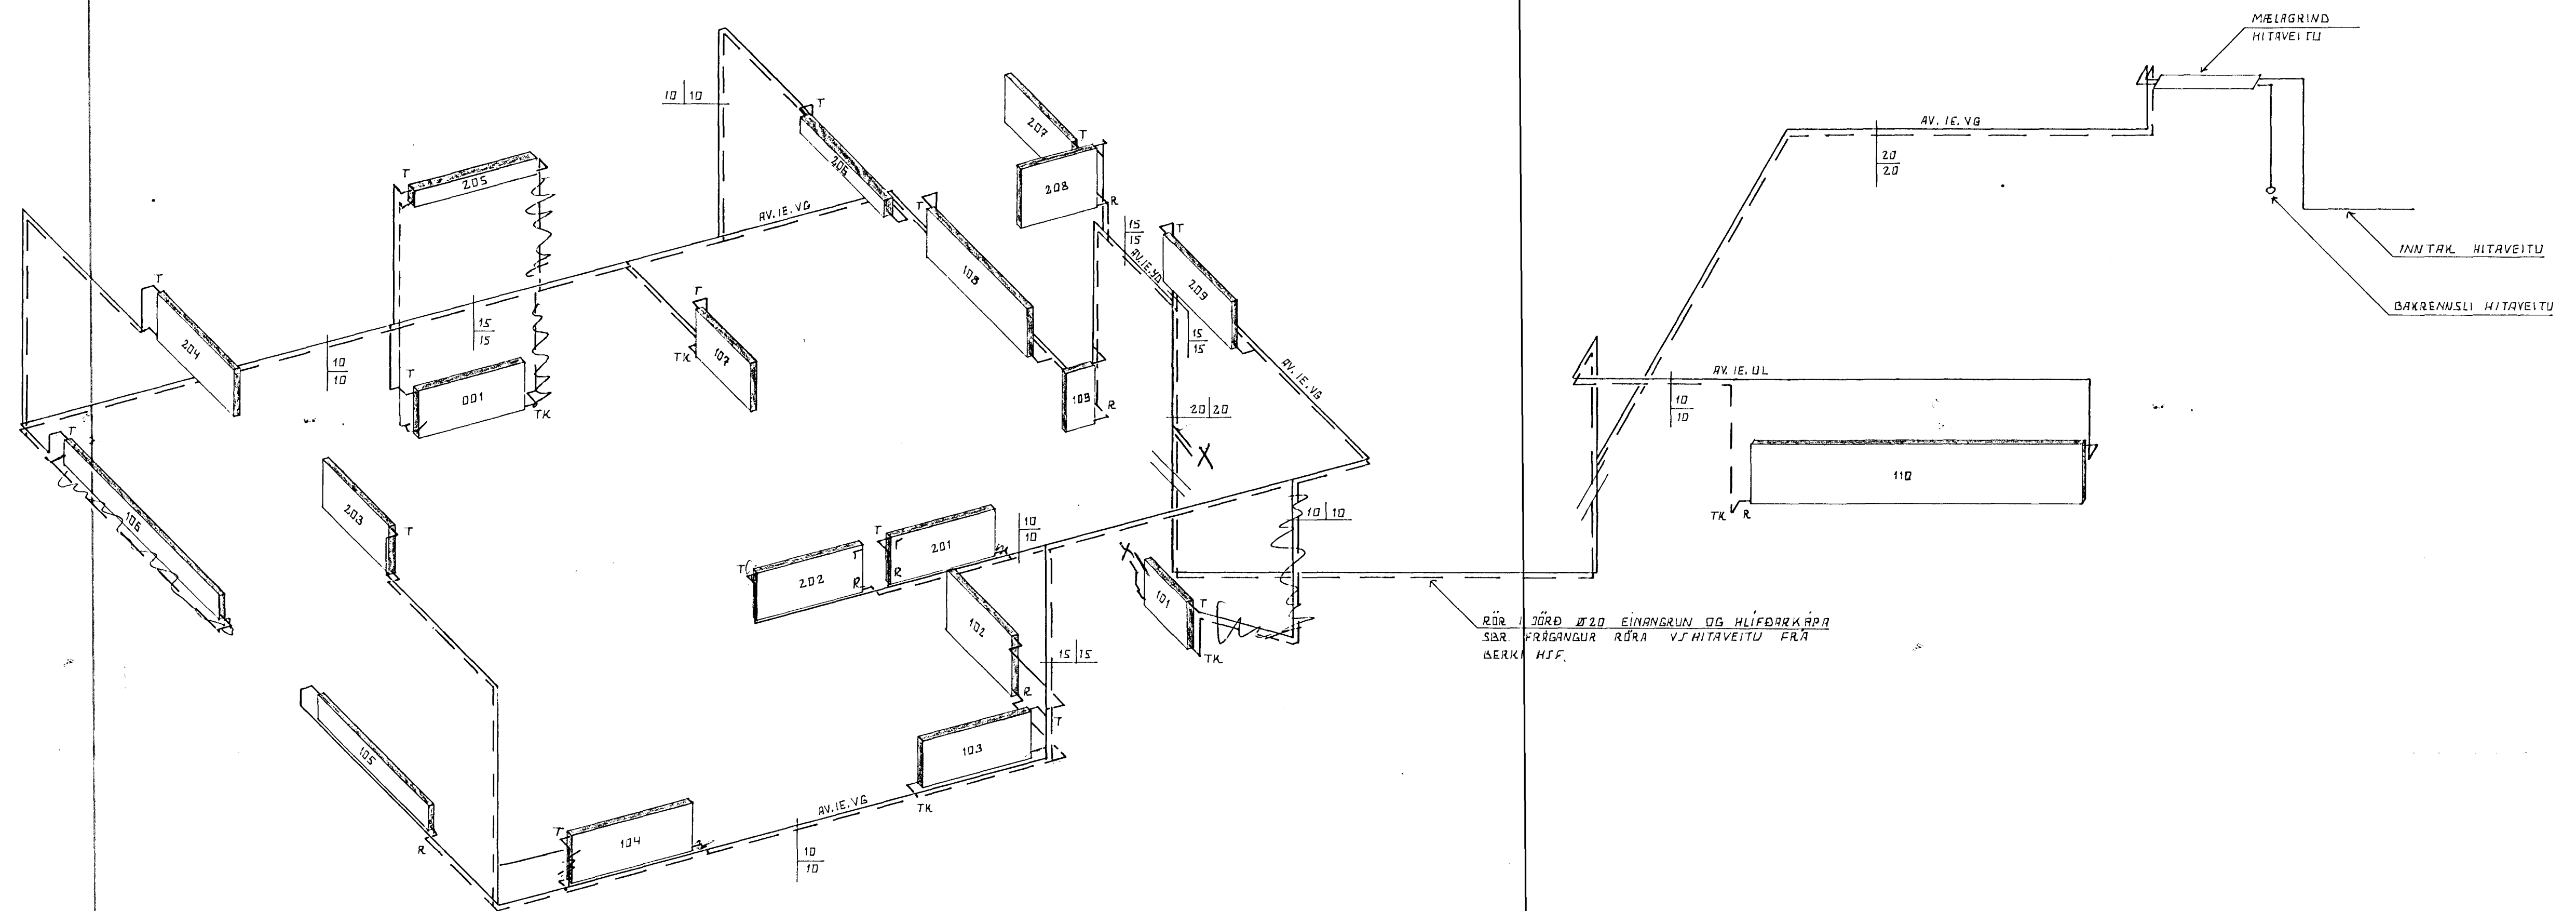 MÆLAGRIND
HITAVEITU
AV. IE. VG
20
20
INNTAK HITAVEITU
BAKRENNSLI HITAVEITU
AV. IE. UL
10
10
110
TK R
RÖR Í JÖRÐ Ø20 EINANGRUN OG HLÍFÐARKÁPA
SBR. FRÁGANGUR RÖRA V/HITAVEITU FRÁ
BERKI HSF.
10 | 10
T
206
207
T
208
R
15
15
AV. IE. VG
T
209
15
15
AV. IE. VG
20 | 20
X
T
205
AV. IE. VG
T
108
T
204
15
15
10
10
T
107
TK
T
001
TK
109
R
T
106
203
T
T
201
T
R
10
10
T
202
T
R
10 | 10
X
101
T
TK
102
R
15 | 15
T
103
TK
105
R
T
104
AV. IE. VG
10
10